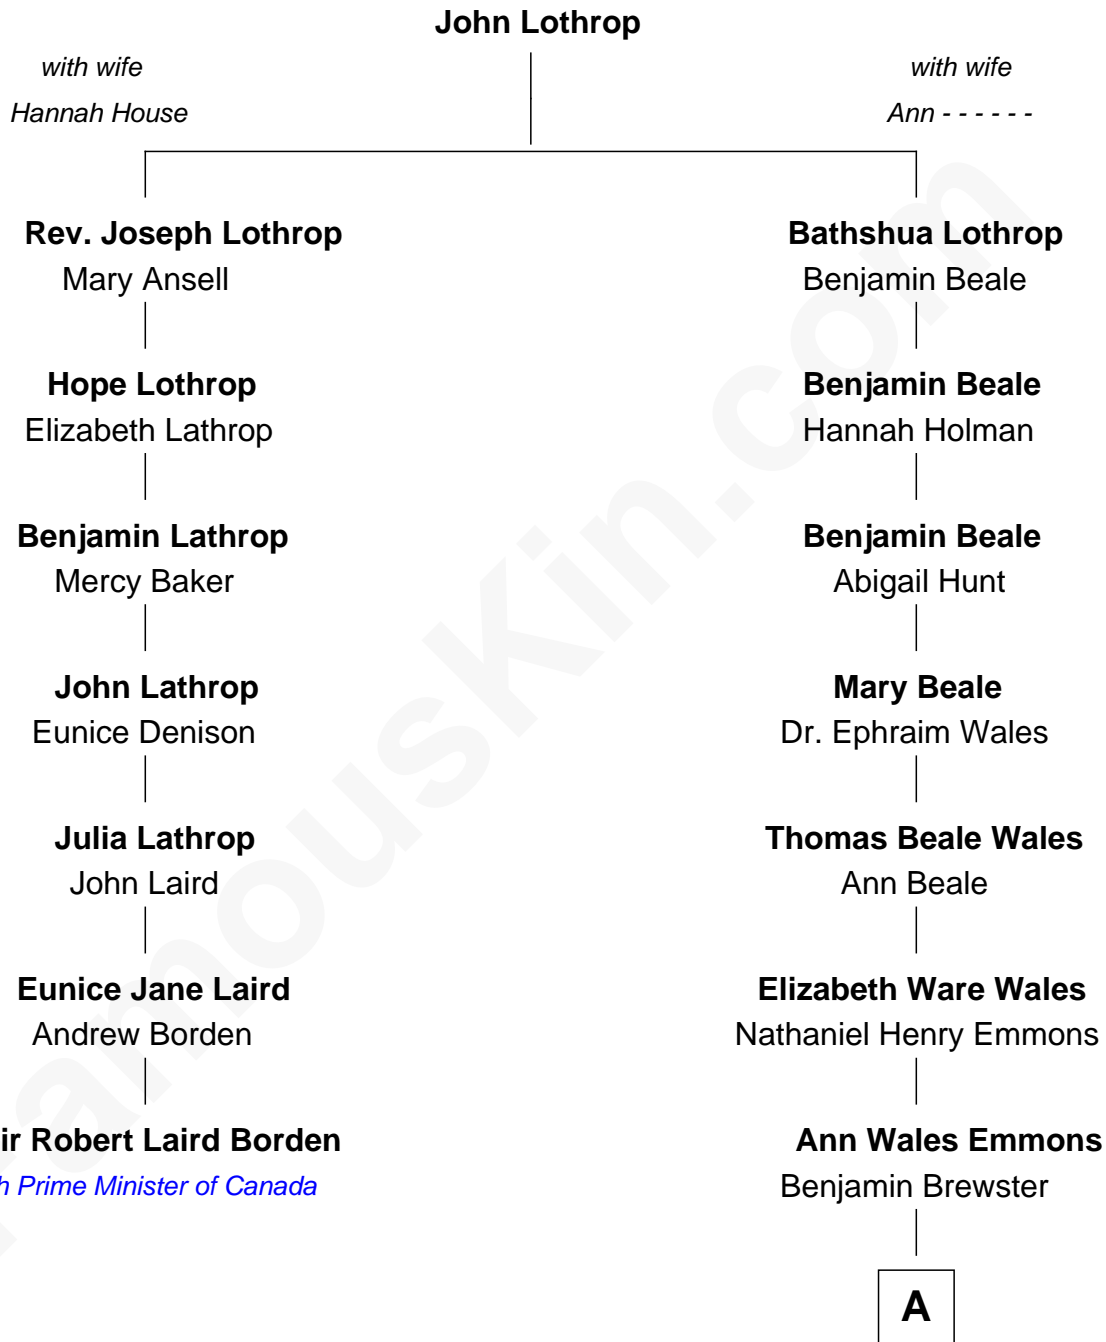 John Lothrop
with wife
Hannah House
with wife
Ann - - - - - -
Rev. Joseph Lothrop
Mary Ansell
Bathshua Lothrop
Benjamin Beale
Hope Lothrop
Elizabeth Lathrop
Benjamin Beale
Hannah Holman
Benjamin Lathrop
Mercy Baker
Benjamin Beale
Abigail Hunt
John Lathrop
Eunice Denison
Mary Beale
Dr. Ephraim Wales
Julia Lathrop
John Laird
Thomas Beale Wales
Ann Beale
Eunice Jane Laird
Andrew Borden
Elizabeth Ware Wales
Nathaniel Henry Emmons
ir Robert Laird Borden
h Prime Minister of Canada
Ann Wales Emmons
Benjamin Brewster
A
FamousKin.com